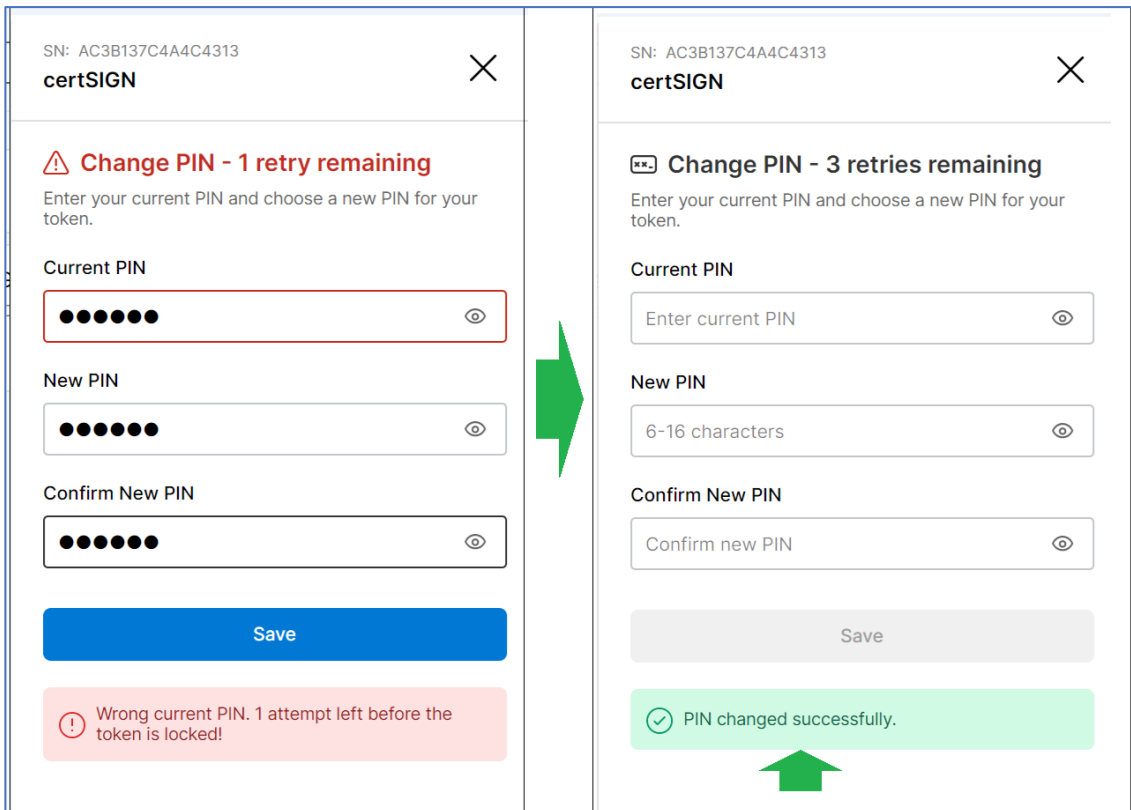 SN: AC3B137C4A4C4313
certSIGN
Change PIN - 1 retry remaining
Enter your current PIN and choose a new PIN for your
token.
Current PIN
●●●●●●
New PIN
●●●●●●
Confirm New PIN
●●●●●●
Save
Wrong current PIN. 1 attempt left before the
token is locked!
SN: AC3B137C4A4C4313
certSIGN
Change PIN - 3 retries remaining
Enter your current PIN and choose a new PIN for your
token.
Current PIN
Enter current PIN
New PIN
6-16 characters
Confirm New PIN
Confirm new PIN
Save
PIN changed successfully.